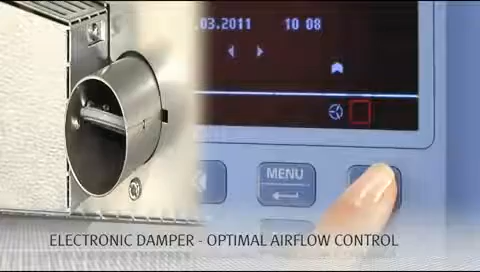 .03.2011 10 08
MENU
ELECTRONIC DAMPER - OPTIMAL AIRFLOW CONTROL